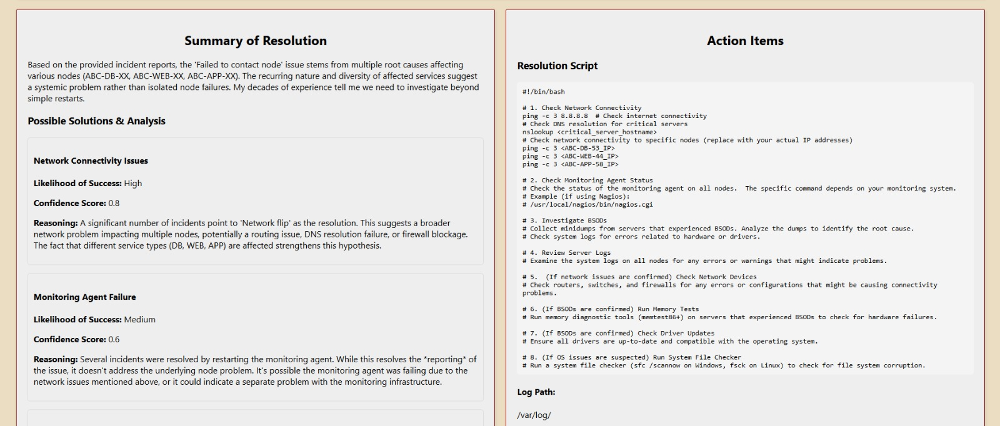 Summary of Resolution
Based on the provided incident reports, the 'Failed to contact node' issue stems from multiple root causes affecting
various nodes (ABC-DB-XX, ABC-WEB-XX, ABC-APP-XX). The recurring nature and diversity of affected services suggest
a systemic problem rather than isolated node failures. My decades of experience tell me we need to investigate beyond
simple restarts.
Possible Solutions & Analysis
Network Connectivity Issues
Likelihood of Success: High
Confidence Score: 0.8
Reasoning: A significant number of incidents point to 'Network flip' as the resolution. This suggests a broader
network problem impacting multiple nodes, potentially a routing issue, DNS resolution failure, or firewall blockage.
The fact that different service types (DB, WEB, APP) are affected strengthens this hypothesis.
Monitoring Agent Failure
Likelihood of Success: Medium
Confidence Score: 0.6
Reasoning: Several incidents were resolved by restarting the monitoring agent. While this resolves the *reporting* of
the issue, it doesn't address the underlying node problem. It's possible the monitoring agent was failing due to the
network issues mentioned above, or it could indicate a separate problem with the monitoring infrastructure.
Action Items
Resolution Script
#!/bin/bash
# 1. Check Network Connectivity
ping -c 3 8.8.8.8  # Check internet connectivity
# Check DNS resolution for critical servers
nslookup <critical_server_hostname>
# Check network connectivity to specific nodes (replace with your actual IP addresses)
ping -c 3 <ABC-DB-53_IP>
ping -c 3 <ABC-WEB-44_IP>
ping -c 3 <ABC-APP-58_IP>
# 2. Check Monitoring Agent Status
# Check the status of the monitoring agent on all nodes.  The specific command depends on your monitoring system.
# Example (if using Nagios):
# /usr/local/nagios/bin/nagios.cgi
# 3. Investigate BSODs
# Collect minidumps from servers that experienced BSODs. Analyze the dumps to identify the root cause.
# Check system logs for errors related to hardware or drivers.
# 4. Review Server Logs
# Examine the system logs on all nodes for any errors or warnings that might indicate problems.
# 5.  (If network issues are confirmed) Check Network Devices
# Check routers, switches, and firewalls for any errors or configurations that might be causing connectivity
problems.
# 6. (If BSODs are confirmed) Run Memory Tests
# Run memory diagnostic tools (memtest86+) on servers that experienced BSODs to check for hardware failures.
# 7. (If BSODs are confirmed) Check Driver Updates
# Ensure all drivers are up-to-date and compatible with the operating system.
# 8. (If OS issues are suspected) Run System File Checker
# Run a system file checker (sfc /scannow on Windows, fsck on Linux) to check for file system corruption.
Log Path:
/var/log/